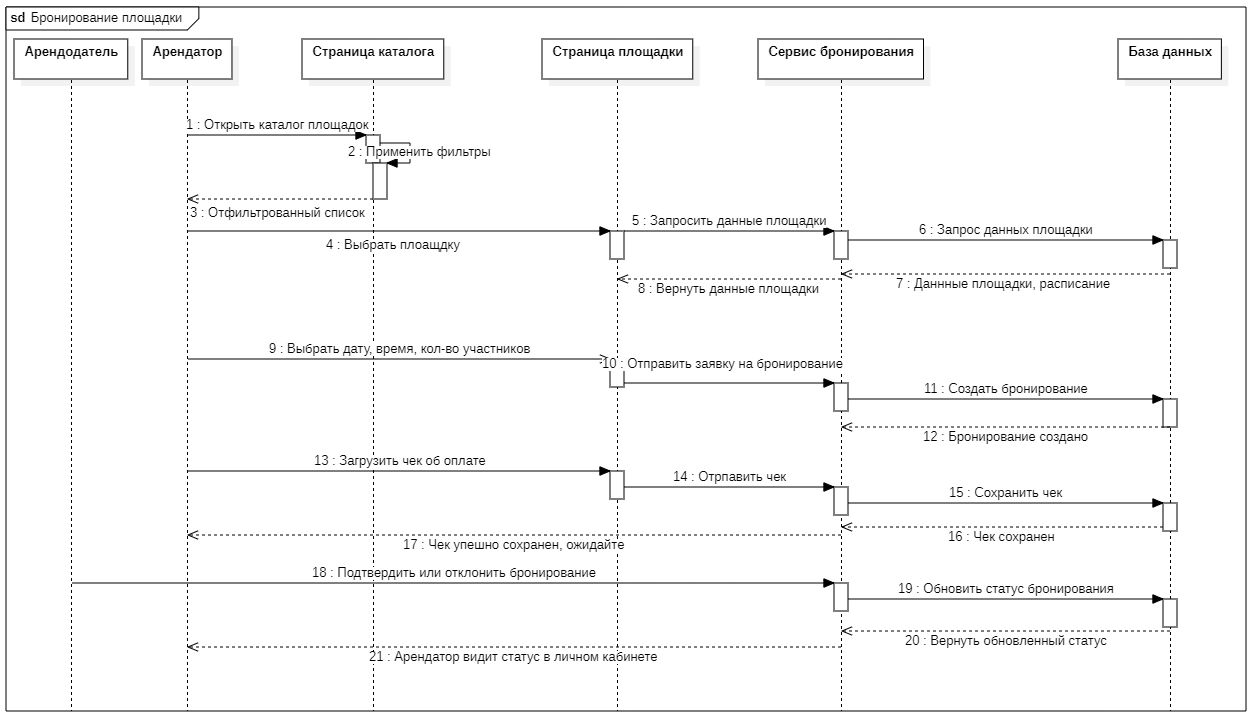 sd Бронирование площадки
Арендодатель
Арендатор
Страница каталога
Страница площадки
Сервис бронирования
База данных
1 : Открыть каталог площадок
2 : Применить фильтры
3 : Отфильтрованный список
4 : Выбрать плоащдку
5 : Запросить данные площадки
6 : Запрос данных площадки
7 : Даннные площадки, расписание
8 : Вернуть данные площадки
9 : Выбрать дату, время, кол-во участников
10 : Отправить заявку на бронирование
11 : Создать бронирование
12 : Бронирование создано
13 : Загрузить чек об оплате
14 : Отрпавить чек
15 : Сохранить чек
16 : Чек сохранен
17 : Чек упешно сохранен, ожидайте
18 : Подтвердить или отклонить бронирование
19 : Обновить статус бронирования
20 : Вернуть обновленный статус
21 : Арендатор видит статус в личном кабинете